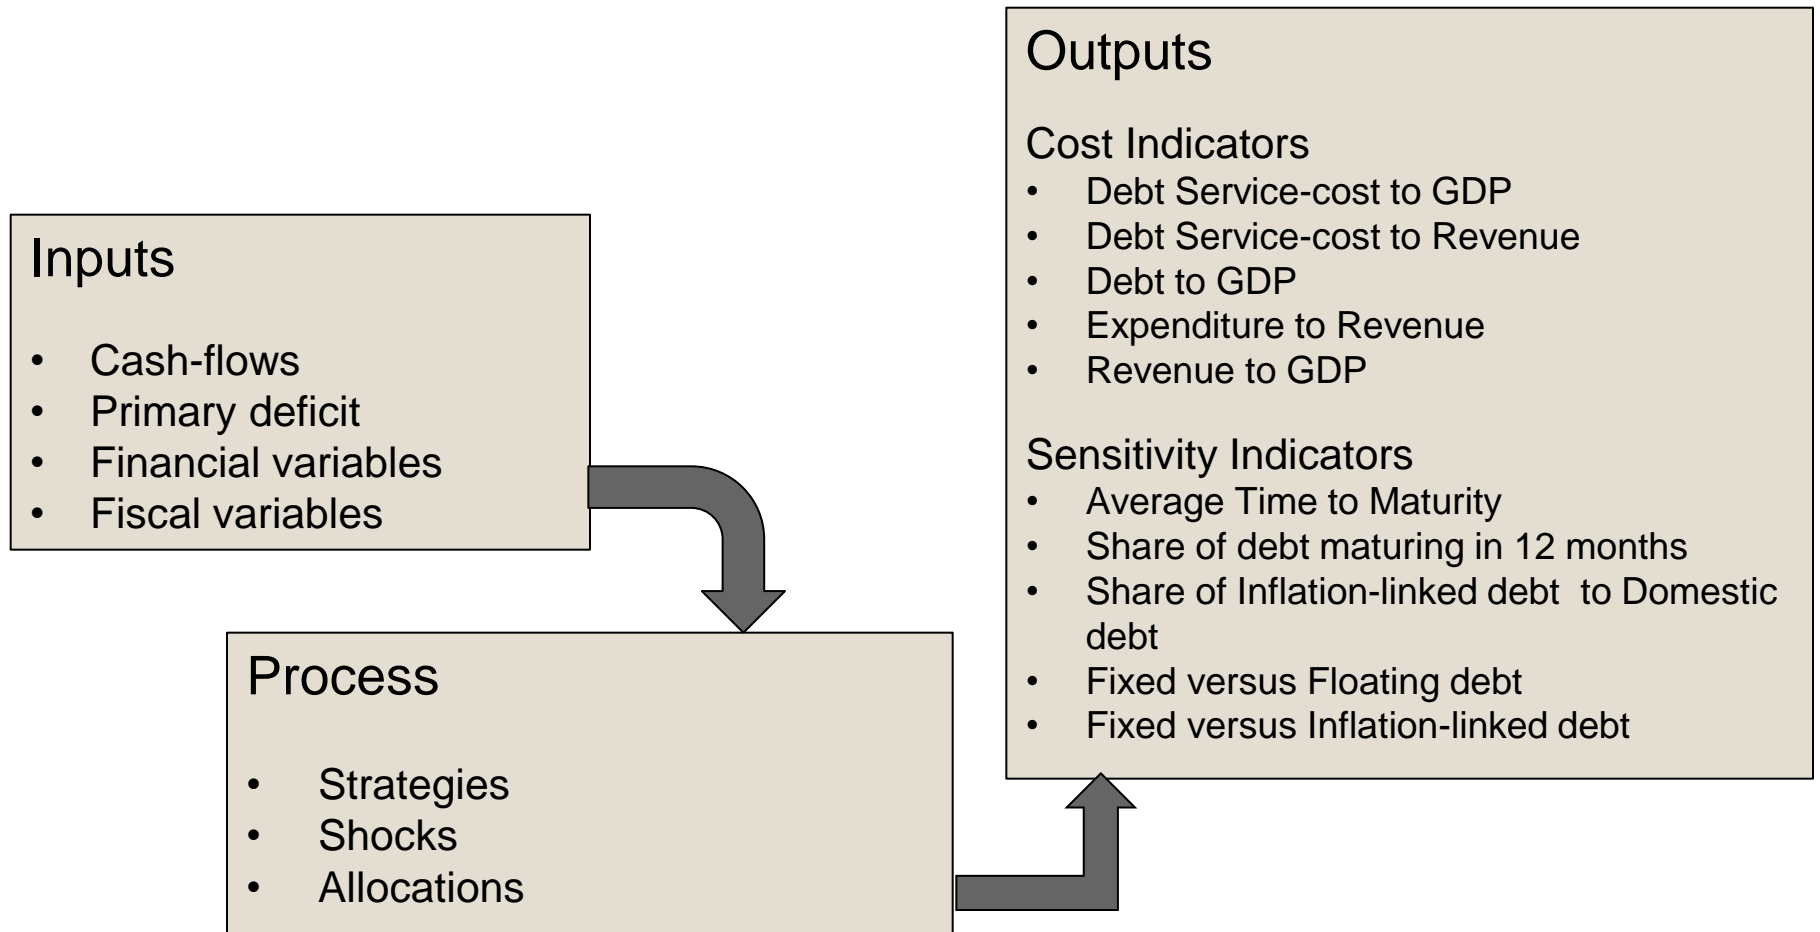 Inputs
• Cash-flows
• Primary deficit
• Financial variables
• Fiscal variables
Process
• Strategies
• Shocks
• Allocations
Outputs
Cost Indicators
• Debt Service-cost to GDP
• Debt Service-cost to Revenue
• Debt to GDP
• Expenditure to Revenue
• Revenue to GDP
Sensitivity Indicators
• Average Time to Maturity
• Share of debt maturing in 12 months
• Share of Inflation-linked debt  to Domestic
debt
• Fixed versus Floating debt
• Fixed versus Inflation-linked debt